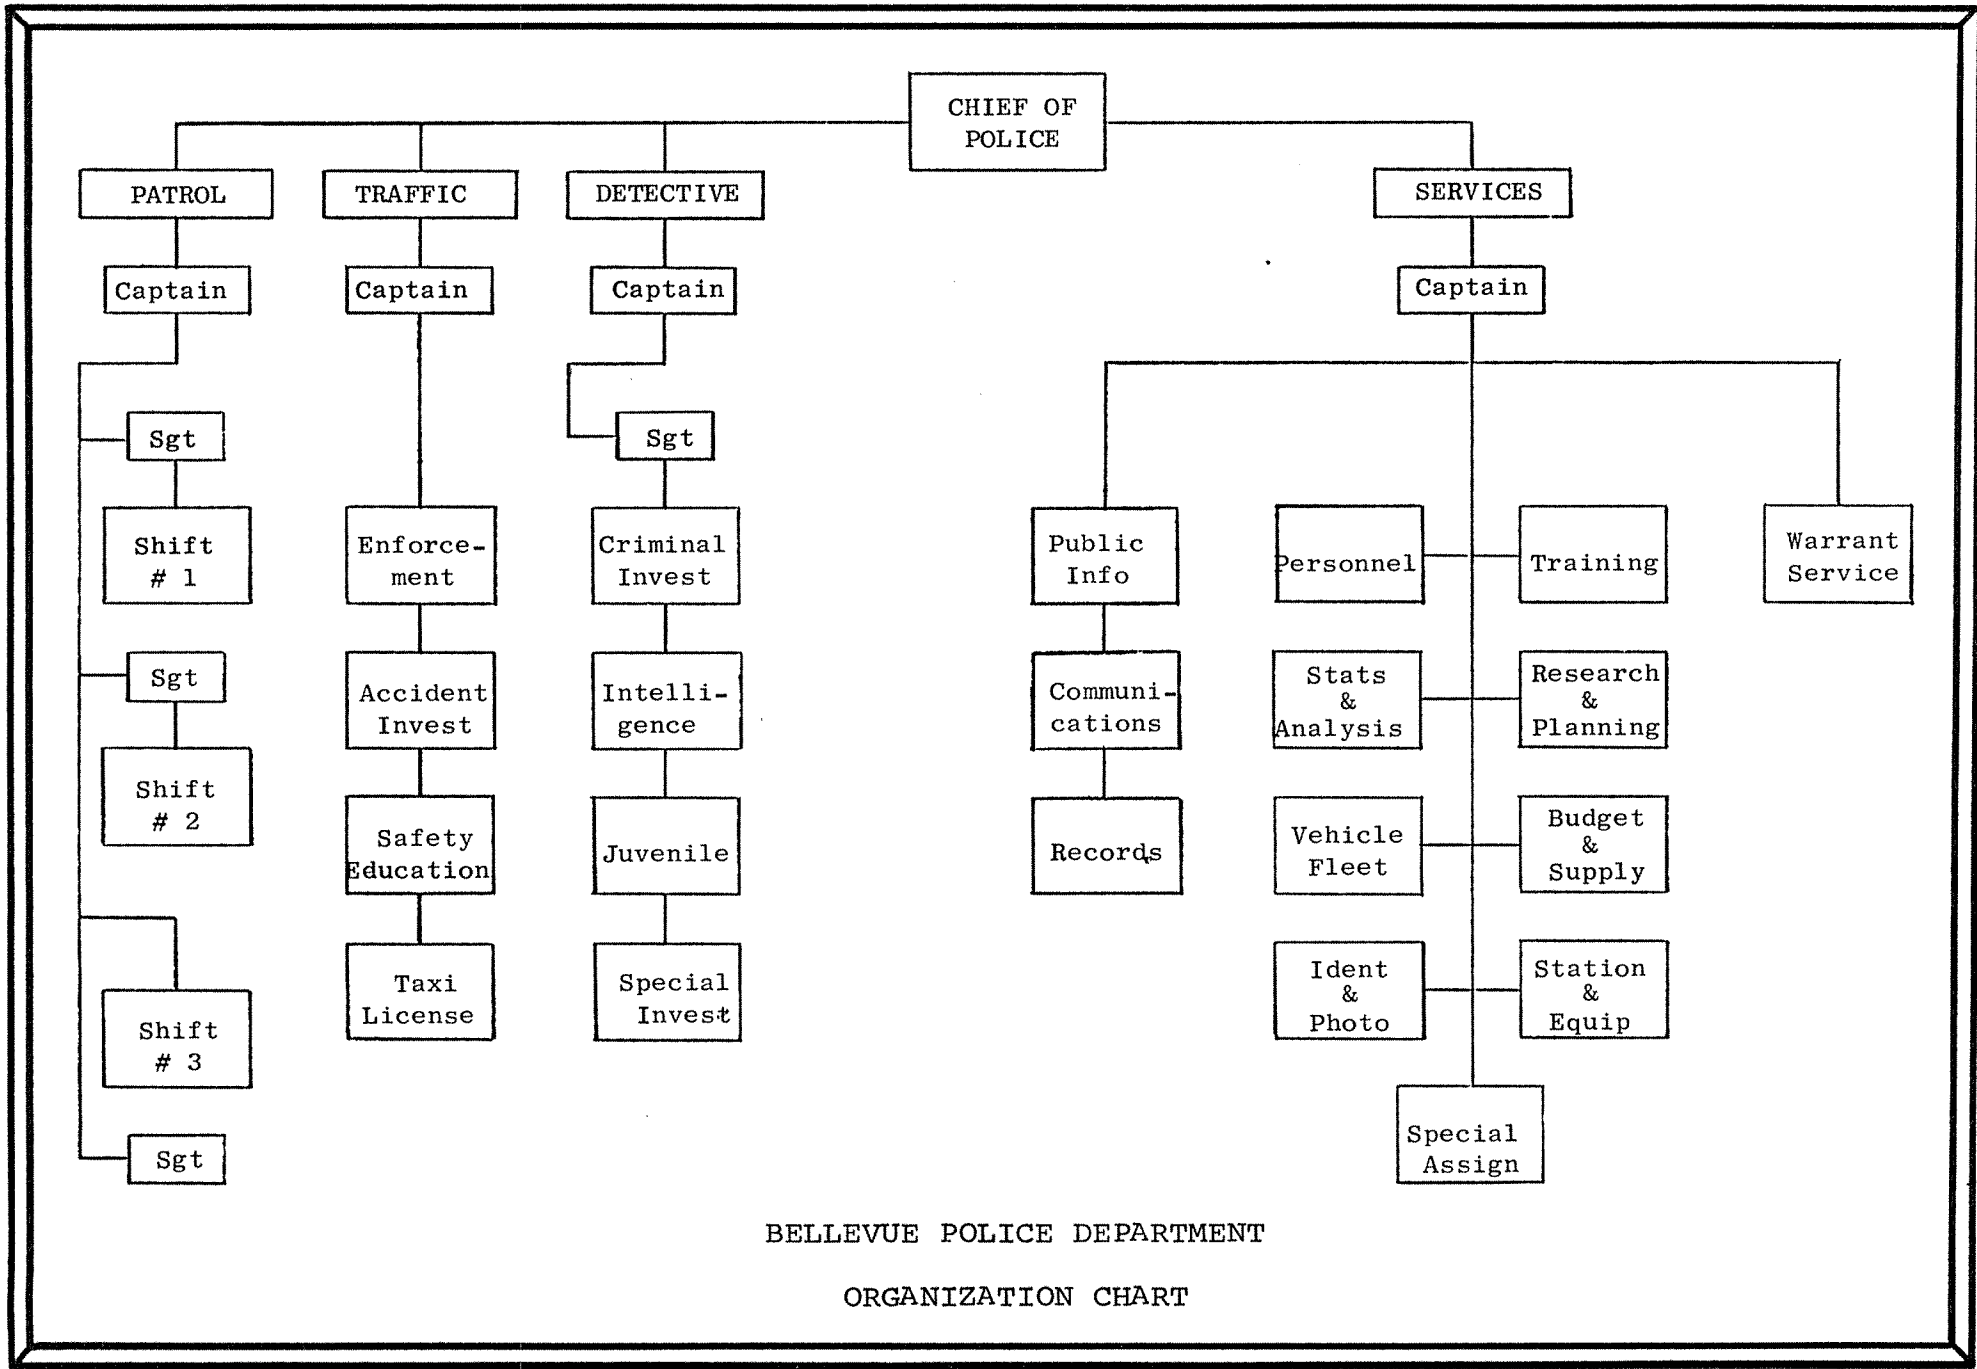 CHIEF OF
POLICE
PATROL
Captain
Sgt
Shift
# 1
Sgt
Shift
# 2
Shift
# 3
Sgt
TRAFFIC
Captain
Enforce-
ment
Accident
Invest
Safety
Education
Taxi
License
DETECTIVE
Captain
Sgt
Criminal
Invest
Intelli-
gence
Juvenile
Special
Invest
SERVICES
Captain
Public
Info
Communi-
cations
Records
Personnel
Training
Stats
&
Analysis
Research
&
Planning
Vehicle
Fleet
Budget
&
Supply
Ident
&
Photo
Station
&
Equip
Special
Assign
Warrant
Service
BELLEVUE POLICE DEPARTMENT
ORGANIZATION CHART